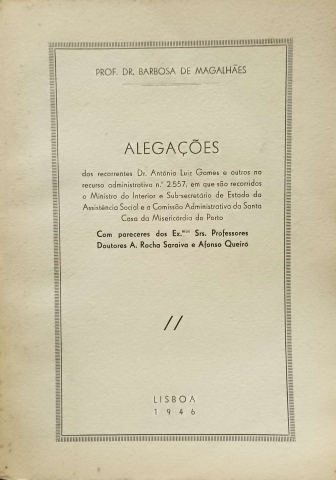 PROF. DR. BARBOSA DE MAGALHÃES
ALEGAÇÕES
dos recorrentes Dr. António Luiz Gomes e outros no
recurso administrativo n.º 2.557, em que são recorridos
o Ministro do Interior e Sub-secretário de Estado da
Assistência Social e a Comissão Administrativa da Santa
Casa da Misericórdia do Porto
Com pareceres dos Ex.mos Srs. Professores
Doutores A. Rocha Saraiva e Afonso Queiró
//
LISBOA
1946